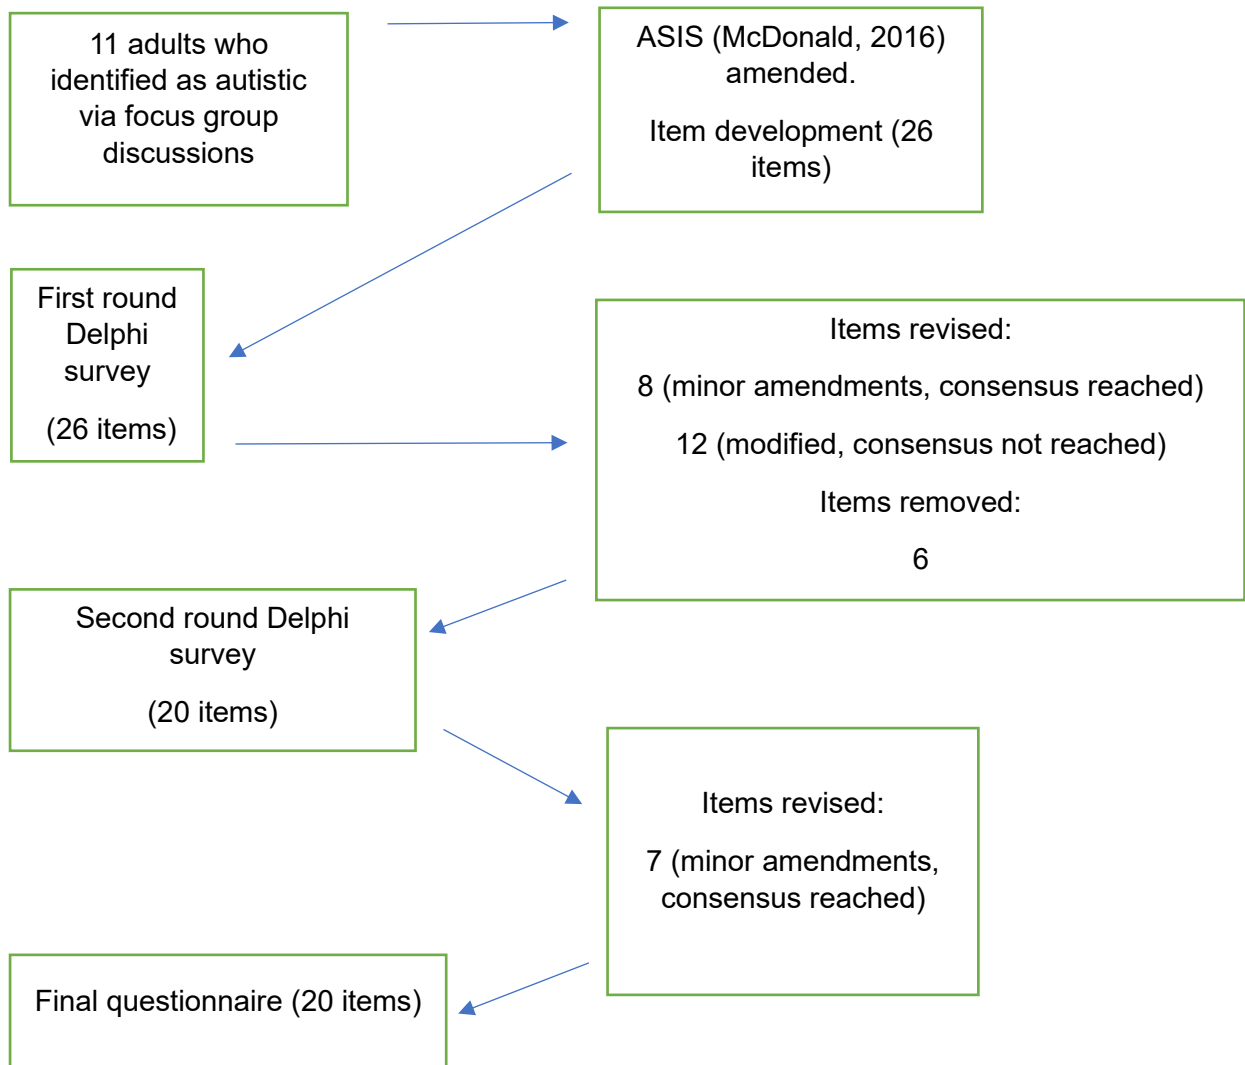 11 adults who
identified as autistic
via focus group
discussions
ASIS (McDonald, 2016)
amended.
Item development (26
items)
First round
Delphi
survey
(26 items)
Items revised:
8 (minor amendments, consensus reached)
12 (modified, consensus not reached)
Items removed:
6
Second round Delphi
survey
(20 items)
Items revised:
7 (minor amendments,
consensus reached)
Final questionnaire (20 items)